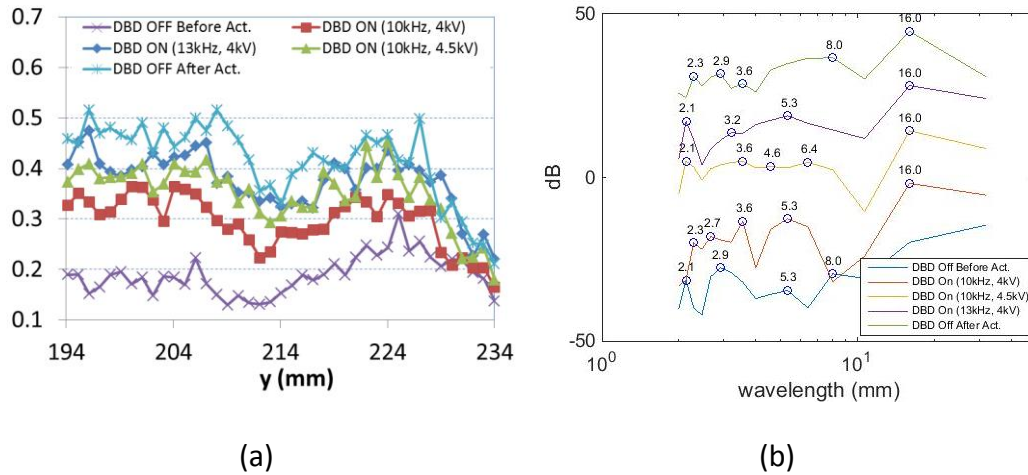 (a)
DBD OFF Before Act. DBD ON (10kHz, 4kV)
DBD ON (13kHz, 4kV) DBD ON (10kHz, 4.5kV)
DBD OFF After Act.
0.7
0.6
0.5
0.4
0.3
0.2
0.1
194 204 214 224 234
y (mm)
(a)
(b)
50
0
-50
dB
2.3 2.9 3.6 8.0 16.0
2.1 3.2 5.3 16.0
2.1 3.6 4.6 6.4 16.0
2.3 2.7 3.6 5.3 16.0
2.1 2.9 5.3 8.0
DBD Off Before Act.
DBD On (10kHz, 4kV)
DBD On (10kHz, 4.5kV)
DBD On (13kHz, 4kV)
DBD Off After Act.
10^0 10^1
wavelength (mm)
(b)